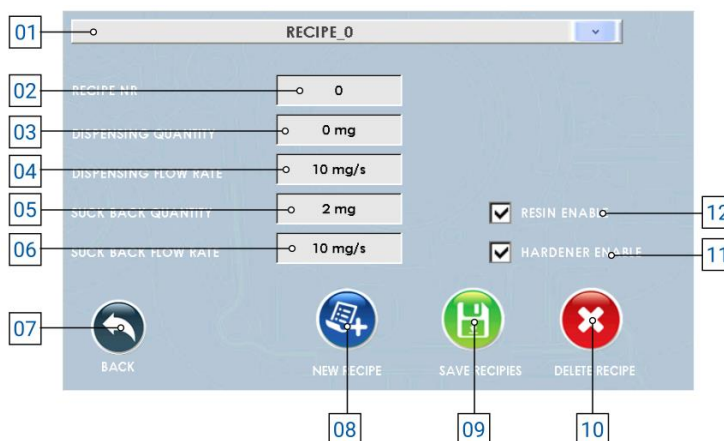 01 RECIPE_0
02 RECIPE NR 0
03 DISPENSING QUANTITY 0 mg
04 DISPENSING FLOW RATE 10 mg/s
05 SUCK BACK QUANTITY 2 mg RESIN ENABLE 12
06 SUCK BACK FLOW RATE 10 mg/s HARDENER ENABLE 11
07
BACK NEW RECIPE SAVE RECIPIES DELETE RECIPE
08 09 10